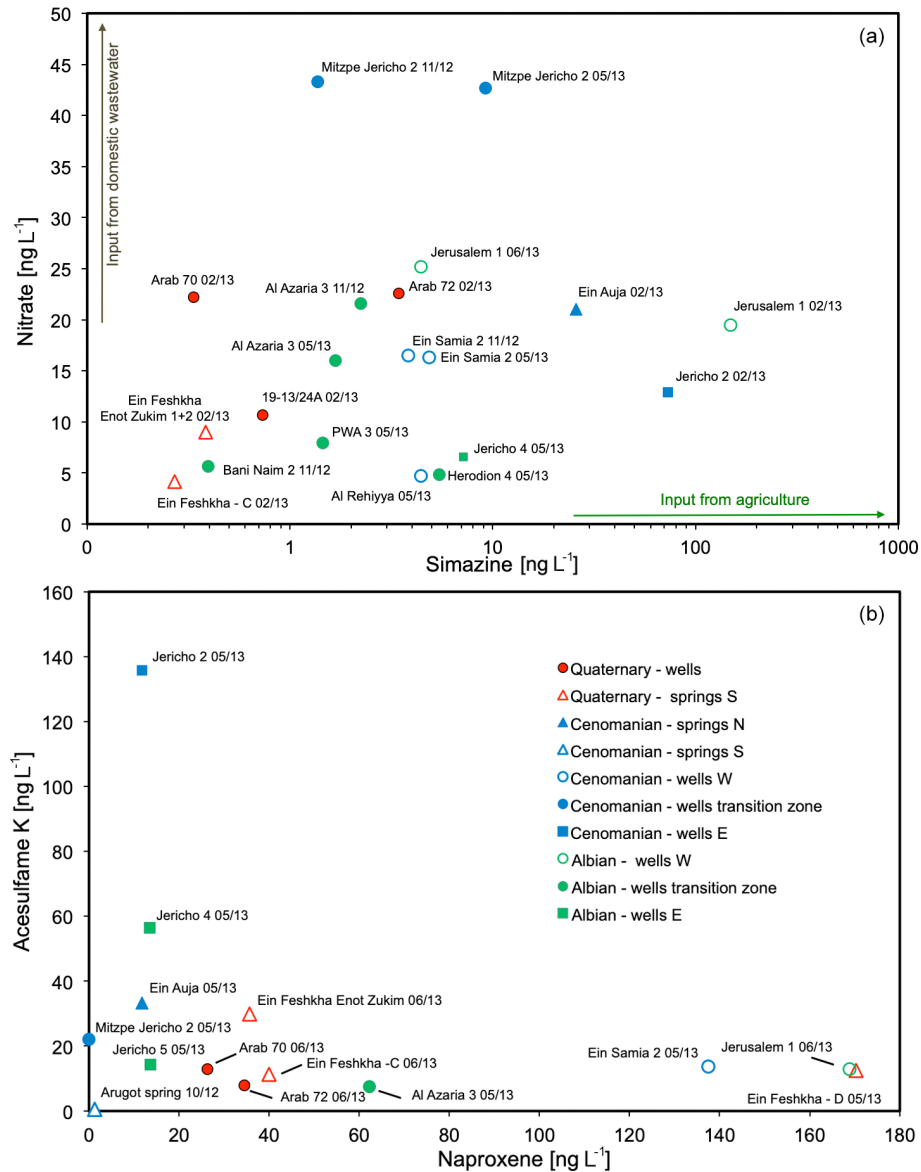 (a)
50
45
40
35
30
25
20
15
10
5
0
Nitrate [ng L-1]
Input from domestic wastewater
Mitzpe Jericho 2 11/12
Mitzpe Jericho 2 05/13
Jerusalem 1 06/13
Arab 70 02/13
Al Azaria 3 11/12
Arab 72 02/13
Ein Auja 02/13
Jerusalem 1 02/13
Al Azaria 3 05/13
Ein Samia 2 11/12
Ein Samia 2 05/13
Jericho 2 02/13
Ein Feshkha
Enot Zukim 1+2 02/13
19-13/24A 02/13
PWA 3 05/13
Jericho 4 05/13
Bani Naim 2 11/12
Herodion 4 05/13
Al Rehiyya 05/13
Ein Feshkha - C 02/13
Input from agriculture
0
1
10
100
1000
Simazine [ng L-1]
(b)
160
140
120
100
80
60
40
20
0
Acesulfame K [ng L-1]
Jericho 2 05/13
Quaternary - wells
Quaternary - springs S
Cenomanian - springs N
Cenomanian - springs S
Cenomanian - wells W
Cenomanian - wells transition zone
Cenomanian - wells E
Albian - wells W
Albian - wells transition zone
Albian - wells E
Jericho 4 05/13
Ein Auja 05/13
Ein Feshkha Enot Zukim 06/13
Mitzpe Jericho 2 05/13
Jericho 5 05/13
Arab 70 06/13
Ein Feshkha -C 06/13
Ein Samia 2 05/13
Jerusalem 1 06/13
Arugot spring 10/12
Arab 72 06/13
Al Azaria 3 05/13
Ein Feshkha - D 05/13
0
20
40
60
80
100
120
140
160
180
Naproxene [ng L-1]